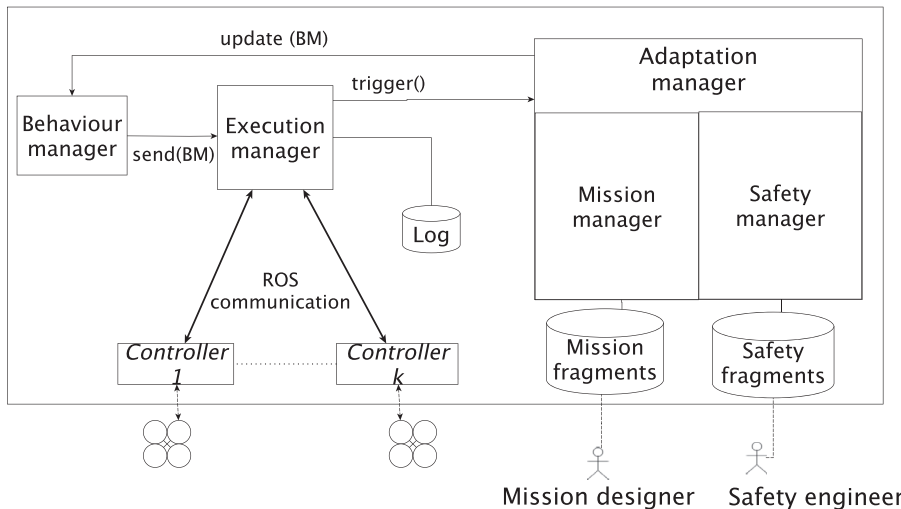 update (BM)
Adaptation
manager
trigger()
Behaviour
manager
Execution
manager
send(BM)
Mission
manager
Safety
manager
Log
ROS
communication
Controller
1
Controller
k
Mission
fragments
Safety
fragments
Mission designer
Safety engineer